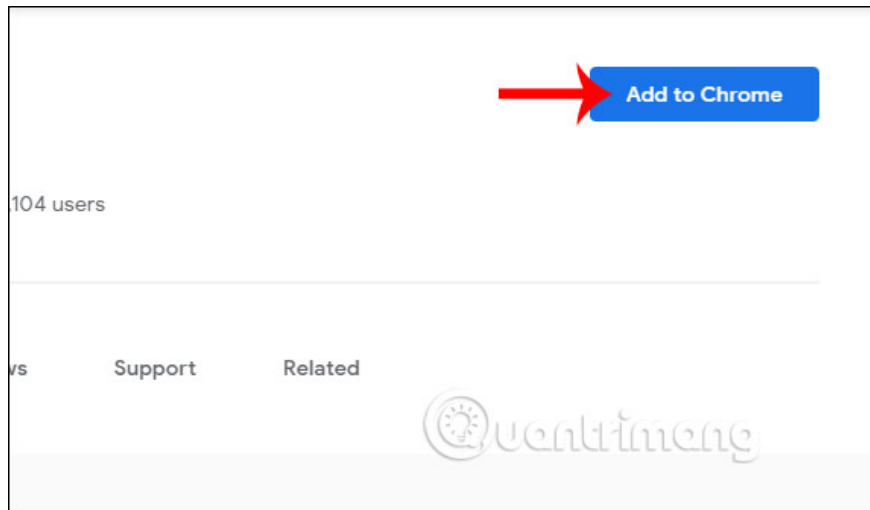 Add to Chrome
,104 users
ws Support Related
Quantrimang